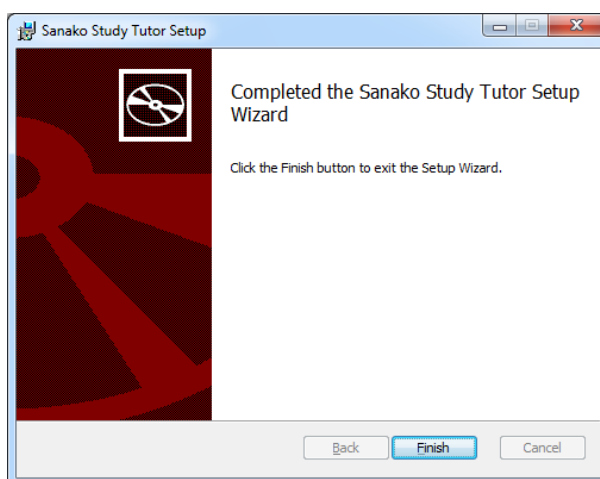 Sanako Study Tutor Setup
Completed the Sanako Study Tutor Setup
Wizard
Click the Finish button to exit the Setup Wizard.
Back Finish Cancel